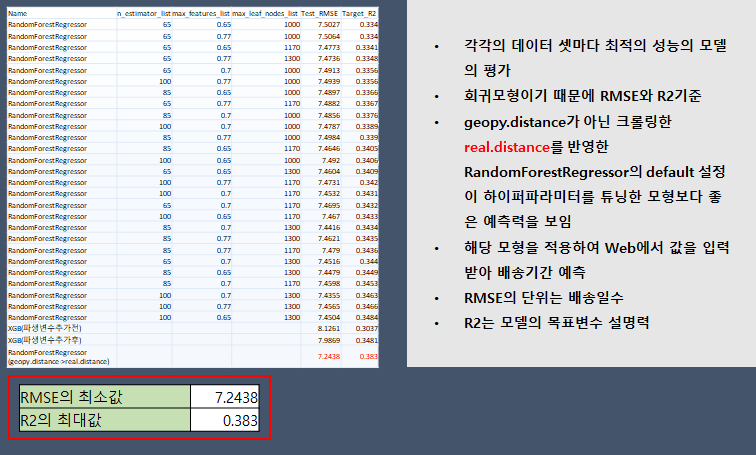 Name n_estimator_list max_features_list max_leaf_nodes_list Test_RMSE Target_R2
RandomForestRegressor 65 0.65 1000 7.5027 0.334
RandomForestRegressor 65 0.77 1000 7.5064 0.334
RandomForestRegressor 65 0.65 1170 7.4773 0.3341
RandomForestRegressor 65 0.77 1300 7.4736 0.3348
RandomForestRegressor 65 0.7 1000 7.4913 0.3356
RandomForestRegressor 100 0.77 1000 7.4939 0.3356
RandomForestRegressor 85 0.65 1000 7.4897 0.3366
RandomForestRegressor 65 0.77 1170 7.4882 0.3367
RandomForestRegressor 85 0.7 1000 7.4856 0.3376
RandomForestRegressor 100 0.7 1000 7.4787 0.3389
RandomForestRegressor 85 0.77 1000 7.4984 0.339
RandomForestRegressor 85 0.65 1170 7.4646 0.3405
RandomForestRegressor 100 0.65 1000 7.492 0.3406
RandomForestRegressor 65 0.65 1300 7.4604 0.3409
RandomForestRegressor 100 0.77 1170 7.4731 0.342
RandomForestRegressor 100 0.7 1170 7.4532 0.3431
RandomForestRegressor 65 0.7 1170 7.4695 0.3432
RandomForestRegressor 100 0.65 1170 7.467 0.3433
RandomForestRegressor 85 0.7 1300 7.4416 0.3434
RandomForestRegressor 85 0.77 1300 7.4621 0.3435
RandomForestRegressor 85 0.77 1170 7.479 0.3436
RandomForestRegressor 65 0.7 1300 7.4516 0.344
RandomForestRegressor 85 0.65 1300 7.4479 0.3449
RandomForestRegressor 85 0.7 1170 7.4598 0.3453
RandomForestRegressor 100 0.7 1300 7.4355 0.3463
RandomForestRegressor 100 0.77 1300 7.4565 0.3466
RandomForestRegressor 100 0.65 1300 7.4504 0.3484
XGB(파생변수추가전) 8.1261 0.3037
XGB(파생변수추가후) 7.9869 0.3481
RandomForestRegressor
(geopy.distance->real.distance) 7.2438 0.383
RMSE의 최소값 7.2438
R2의 최대값 0.383
• 각각의 데이터 셋마다 최적의 성능의 모델
의 평가
• 회귀모형이기 때문에 RMSE와 R2기준
• geopy.distance가 아닌 크롤링한
real.distance를 반영한
RandomForestRegressor의 default 설정
이 하이퍼파라미터를 튜닝한 모형보다 좋
은 예측력을 보임
• 해당 모형을 적용하여 Web에서 값을 입력
받아 배송기간 예측
• RMSE의 단위는 배송일수
• R2는 모델의 목표변수 설명력